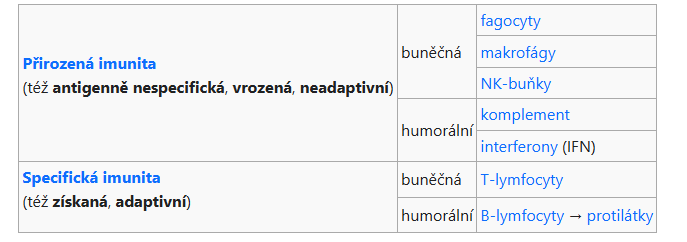 Přirozená imunita
(též antigenně nespecifická, vrozená, neadaptivní)
buněčná
fagocyty
makrofágy
NK-buňky
humorální
komplement
interferony (IFN)
Specifická imunita
(též získaná, adaptivní)
buněčná
T-lymfocyty
humorální
B-lymfocyty → protilátky